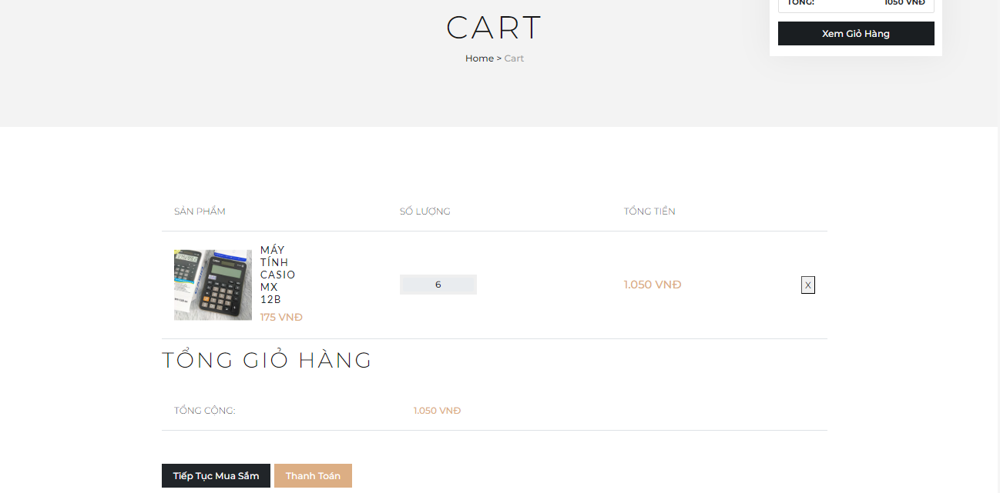 TỔNG: 1050 VNĐ
Xem Giỏ Hàng
CART
Home > Cart
SẢN PHẨM SỐ LƯỢNG TỔNG TIỀN
MÁY
TÍNH
CASIO
MX
12B
175 VNĐ
6
1.050 VNĐ
X
TỔNG GIỎ HÀNG
TỔNG CỘNG: 1.050 VNĐ
Tiếp Tục Mua Sắm
Thanh Toán